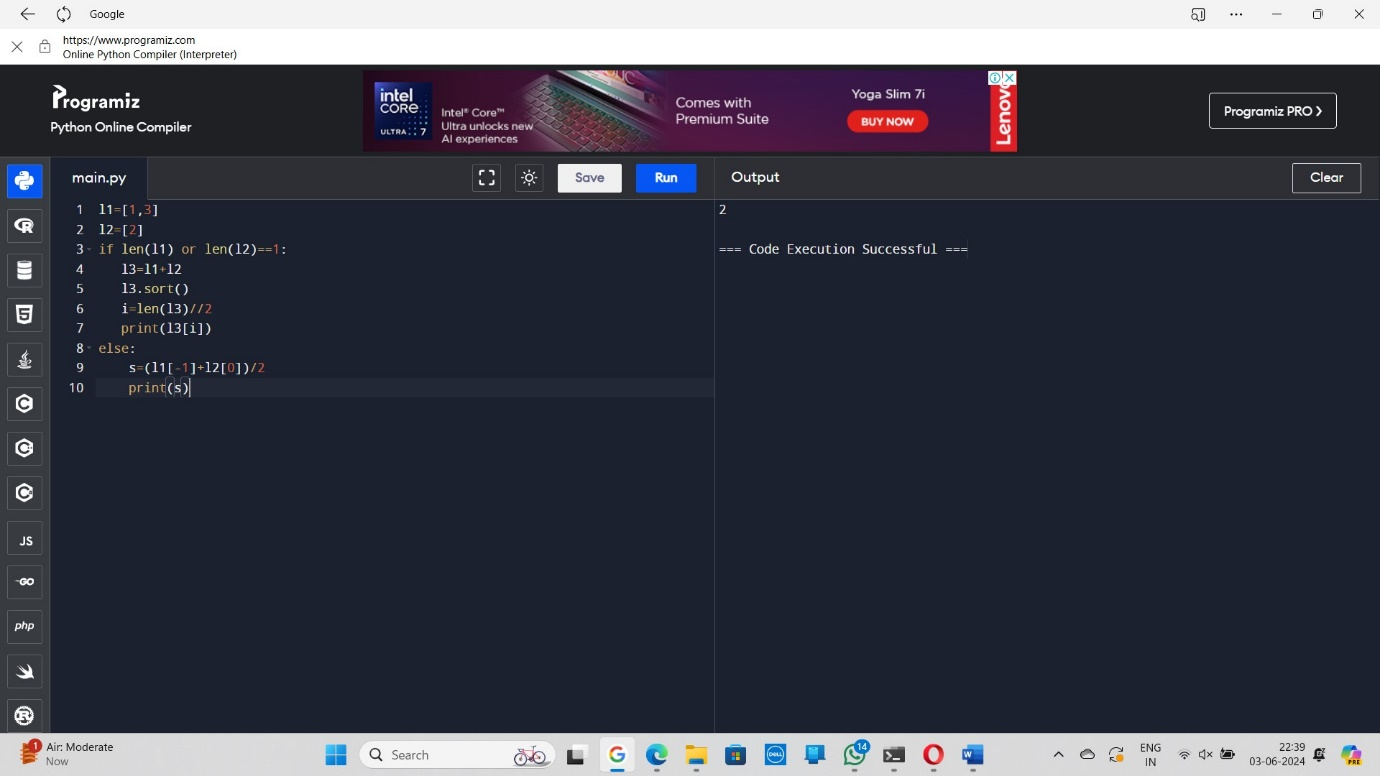 Google
https://www.programiz.com
Online Python Compiler (Interpreter)
Programiz
Python Online Compiler
intel
CORE
ULTRA 7
Intel® Core™
Ultra unlocks new
AI experiences
Comes with
Premium Suite
Yoga Slim 7i
BUY NOW
Lenovo
Programiz PRO >
main.py
Save
Run
Output
Clear
1 l1=[1,3]
2 l2=[2]
3 if len(l1) or len(l2)==1:
4 l3=l1+l2
5 l3.sort()
6 i=len(l3)//2
7 print(l3[i])
8 else:
9 s=(l1[-1]+l2[0])/2
10 print(s)
2
=== Code Execution Successful ===
R
5
C
C
C
JS
GO
php
R
1
Air: Moderate
Now
Search
DELL
14
W
ENG
IN
22:39
03-06-2024
PRE